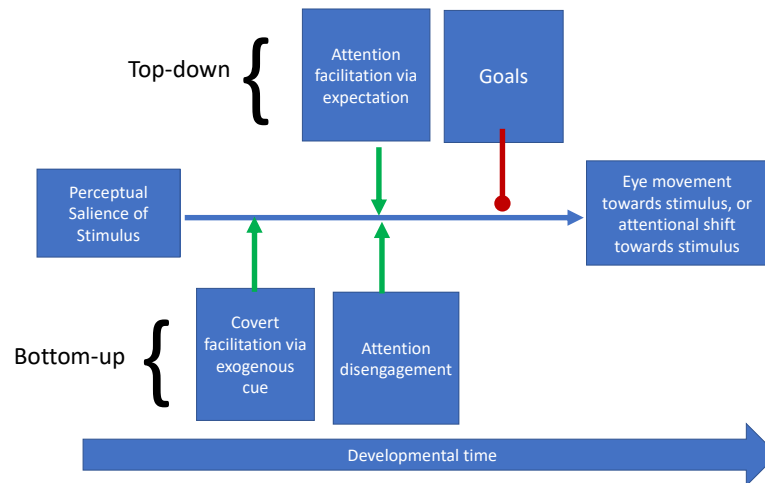 Top-down
Attention
facilitation via
expectation
Goals
Perceptual
Salience of
Stimulus
Eye movement
towards stimulus, or
attentional shift
towards stimulus
Bottom-up
Covert
facilitation via
exogenous
cue
Attention
disengagement
Developmental time